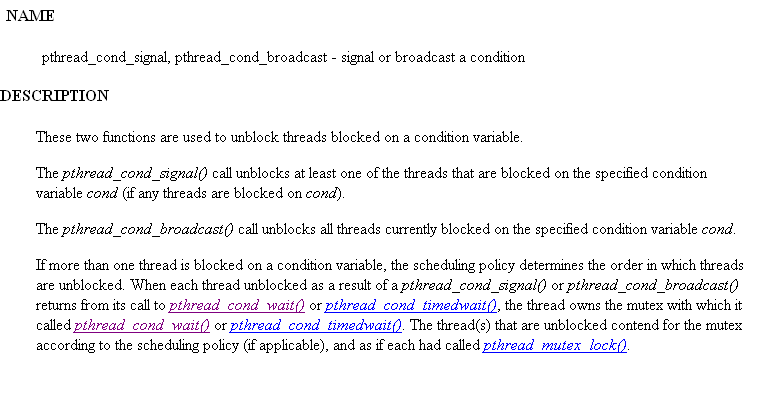 NAME
pthread_cond_signal, pthread_cond_broadcast - signal or broadcast a condition
DESCRIPTION
These two functions are used to unblock threads blocked on a condition variable.
The pthread_cond_signal() call unblocks at least one of the threads that are blocked on the specified condition
variable cond (if any threads are blocked on cond).
The pthread_cond_broadcast() call unblocks all threads currently blocked on the specified condition variable cond.
If more than one thread is blocked on a condition variable, the scheduling policy determines the order in which threads
are unblocked. When each thread unblocked as a result of a pthread_cond_signal() or pthread_cond_broadcast()
returns from its call to pthread_cond_wait() or pthread_cond_timedwait(), the thread owns the mutex with which it
called pthread_cond_wait() or pthread_cond_timedwait(). The thread(s) that are unblocked contend for the mutex
according to the scheduling policy (if applicable), and as if each had called pthread_mutex_lock().